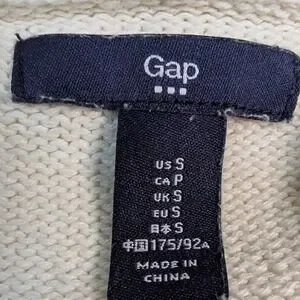 Gap
US S
CA P
UK S
EU S
日本 S
中国 175/92A
MADE IN
CHINA